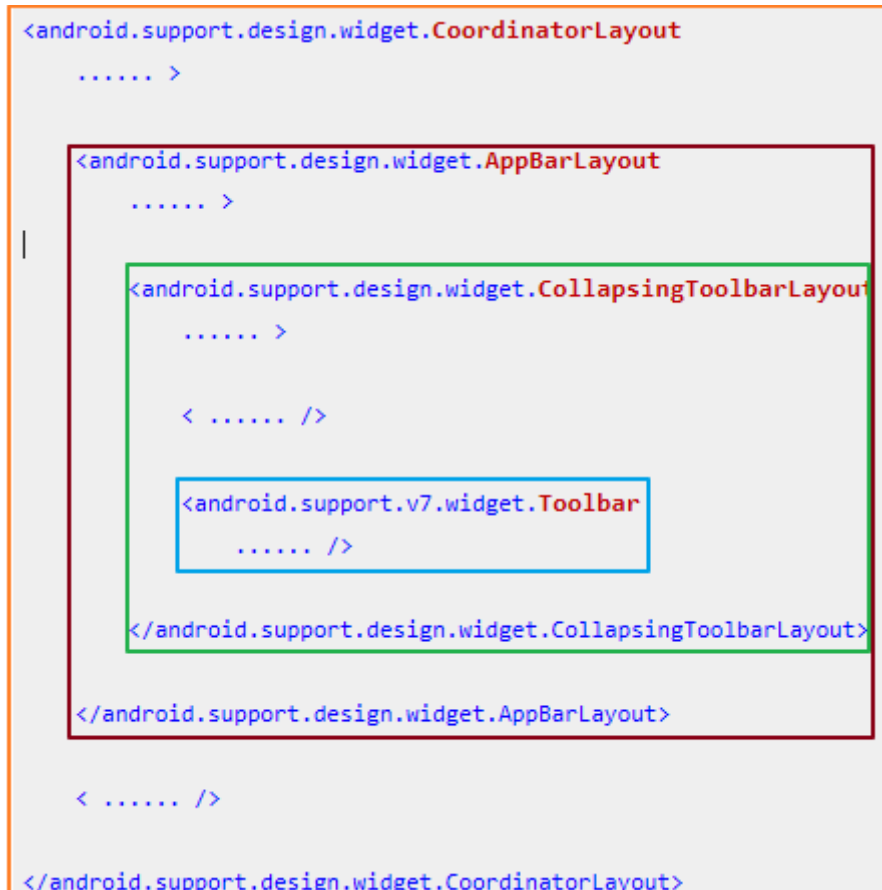 <android.support.design.widget.CoordinatorLayout
...... >
<android.support.design.widget.AppBarLayout
...... >
<android.support.design.widget.CollapsingToolbarLayout
...... >
< ...... />
<android.support.v7.widget.Toolbar
...... />
</android.support.design.widget.CollapsingToolbarLayout>
</android.support.design.widget.AppBarLayout>
< ...... />
</android.support.design.widget.CoordinatorLayout>